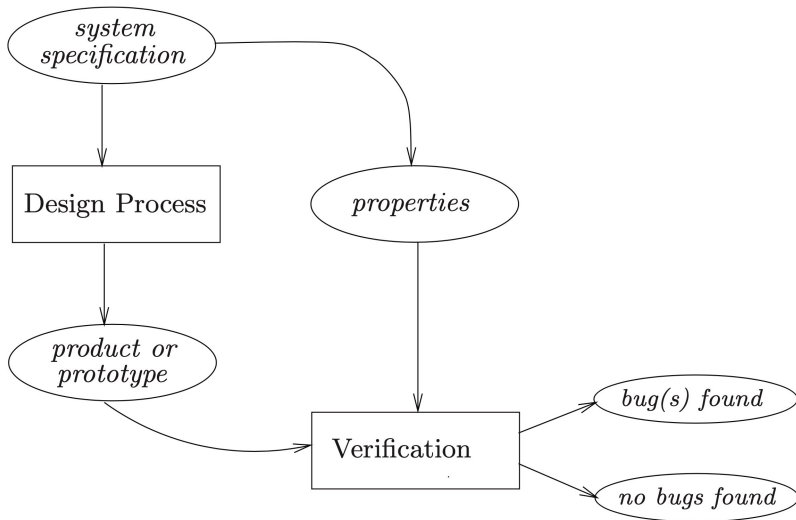 system
specification
Design Process
properties
product or
prototype
Verification
bug(s) found
no bugs found